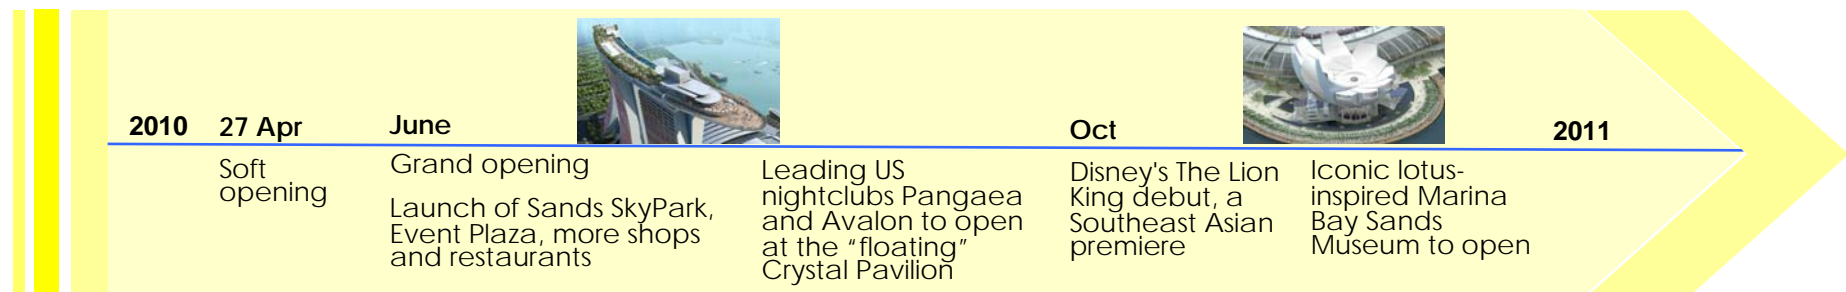 2010
27 Apr
June
Oct
2011
Soft
opening
Grand opening
Launch of Sands SkyPark,
Event Plaza, more shops
and restaurants
Leading US
nightclubs Pangaea
and Avalon to open
at the “floating”
Crystal Pavilion
Disney's The Lion
King debut, a
Southeast Asian
premiere
Iconic lotus-
inspired Marina
Bay Sands
Museum to open